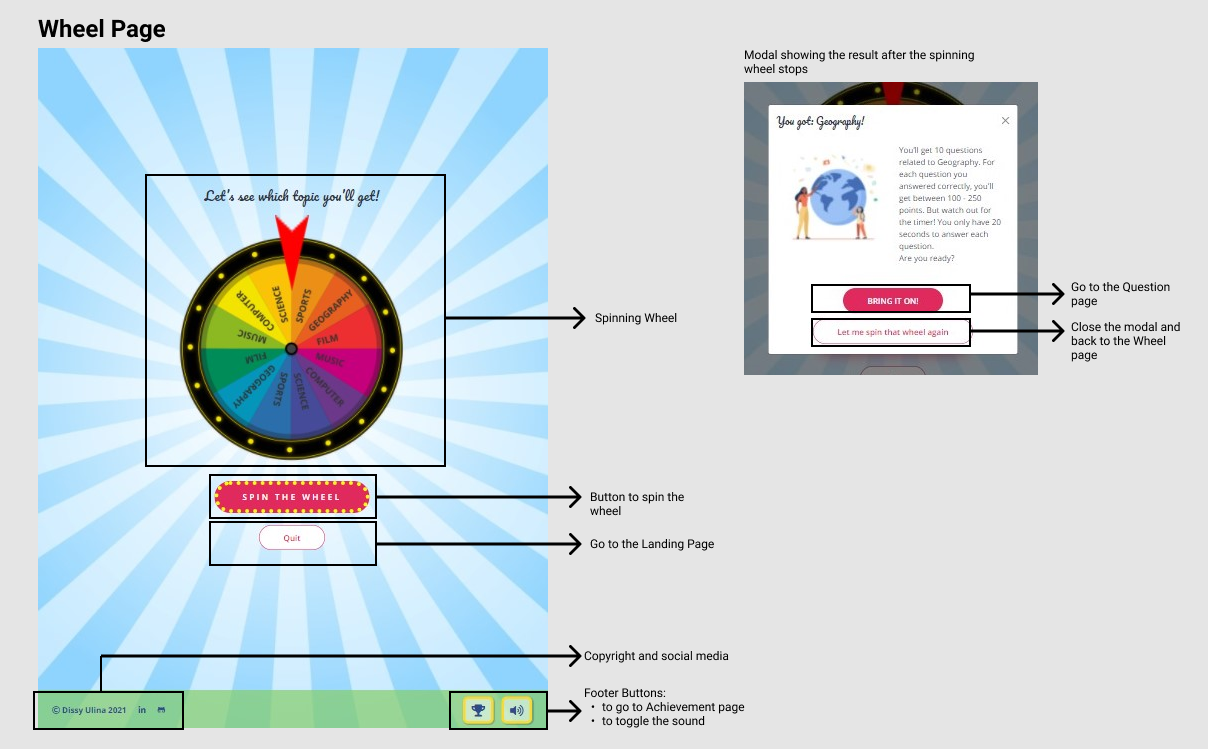 Wheel Page
Let's see which topic you'll get!
SCIENCE
SPORTS
GEOGRAPHY
FILM
MUSIC
COMPUTER
SCIENCE
SPORTS
GEOGRAPHY
FILM
MUSIC
COMPUTER
Spinning Wheel
SPIN THE WHEEL
Button to spin the
wheel
Quit
Go to the Landing Page
Copyright and social media
© Dissy Ulina 2021 in
Footer Buttons:
• to go to Achievement page
• to toggle the sound
Modal showing the result after the spinning
wheel stops
You got: Geography!
You'll get 10 questions
related to Geography. For
each question you
answered correctly, you'll
get between 100 - 250
points. But watch out for
the timer! You only have 20
seconds to answer each
question.
Are you ready?
BRING IT ON!
Go to the Question
page
Let me spin that wheel again
Close the modal and
back to the Wheel
page